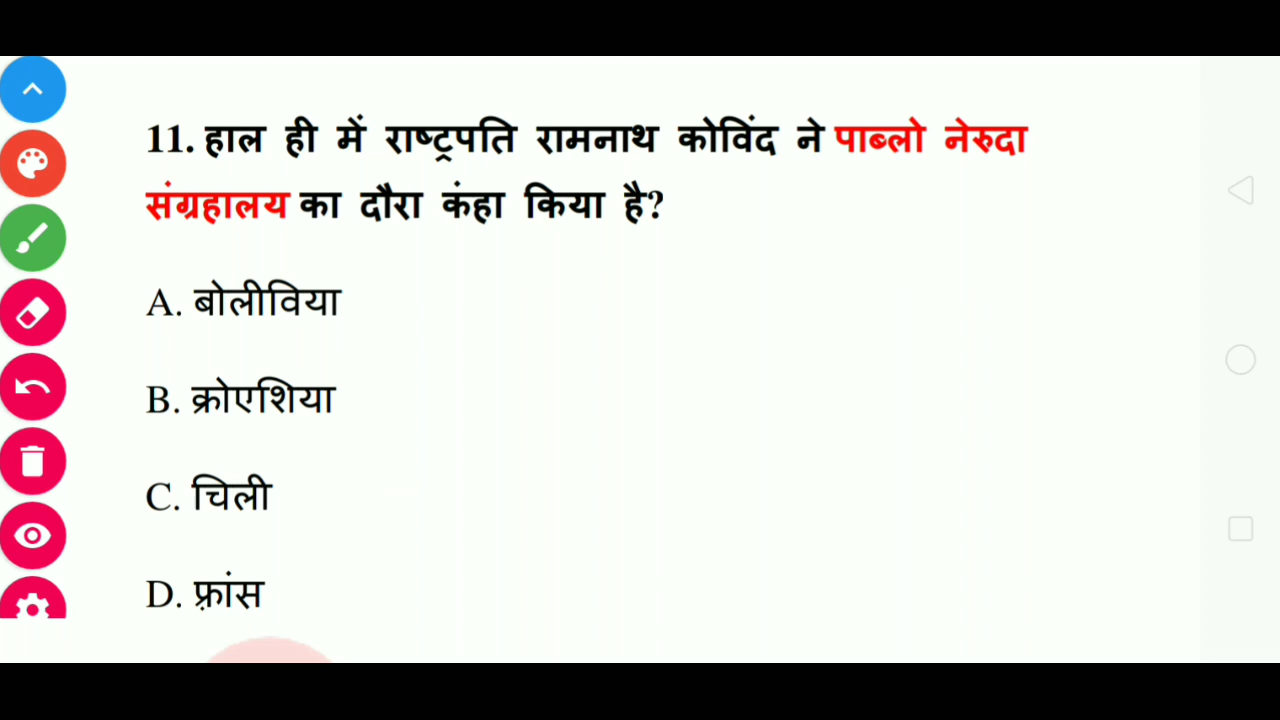 11. हाल ही में राष्ट्रपति रामनाथ कोविंद ने पाब्लो नेरुदा
संग्रहालय का दौरा कंहा किया है?
A. बोलीविया
B. क्रोएशिया
C. चिली
D. फ़्रांस